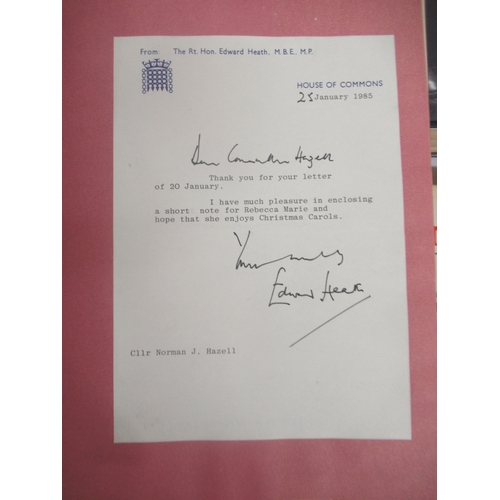 From: The Rt. Hon. Edward Heath, M.B.E., M.P.
HOUSE OF COMMONS
25 January 1985
Dear Councillor Hazell
Thank you for your letter
of 20 January.
I have much pleasure in enclosing
a short note for Rebecca Marie and
hope that she enjoys Christmas Carols.
Yours sincerely
Edward Heath
Cllr Norman J. Hazell